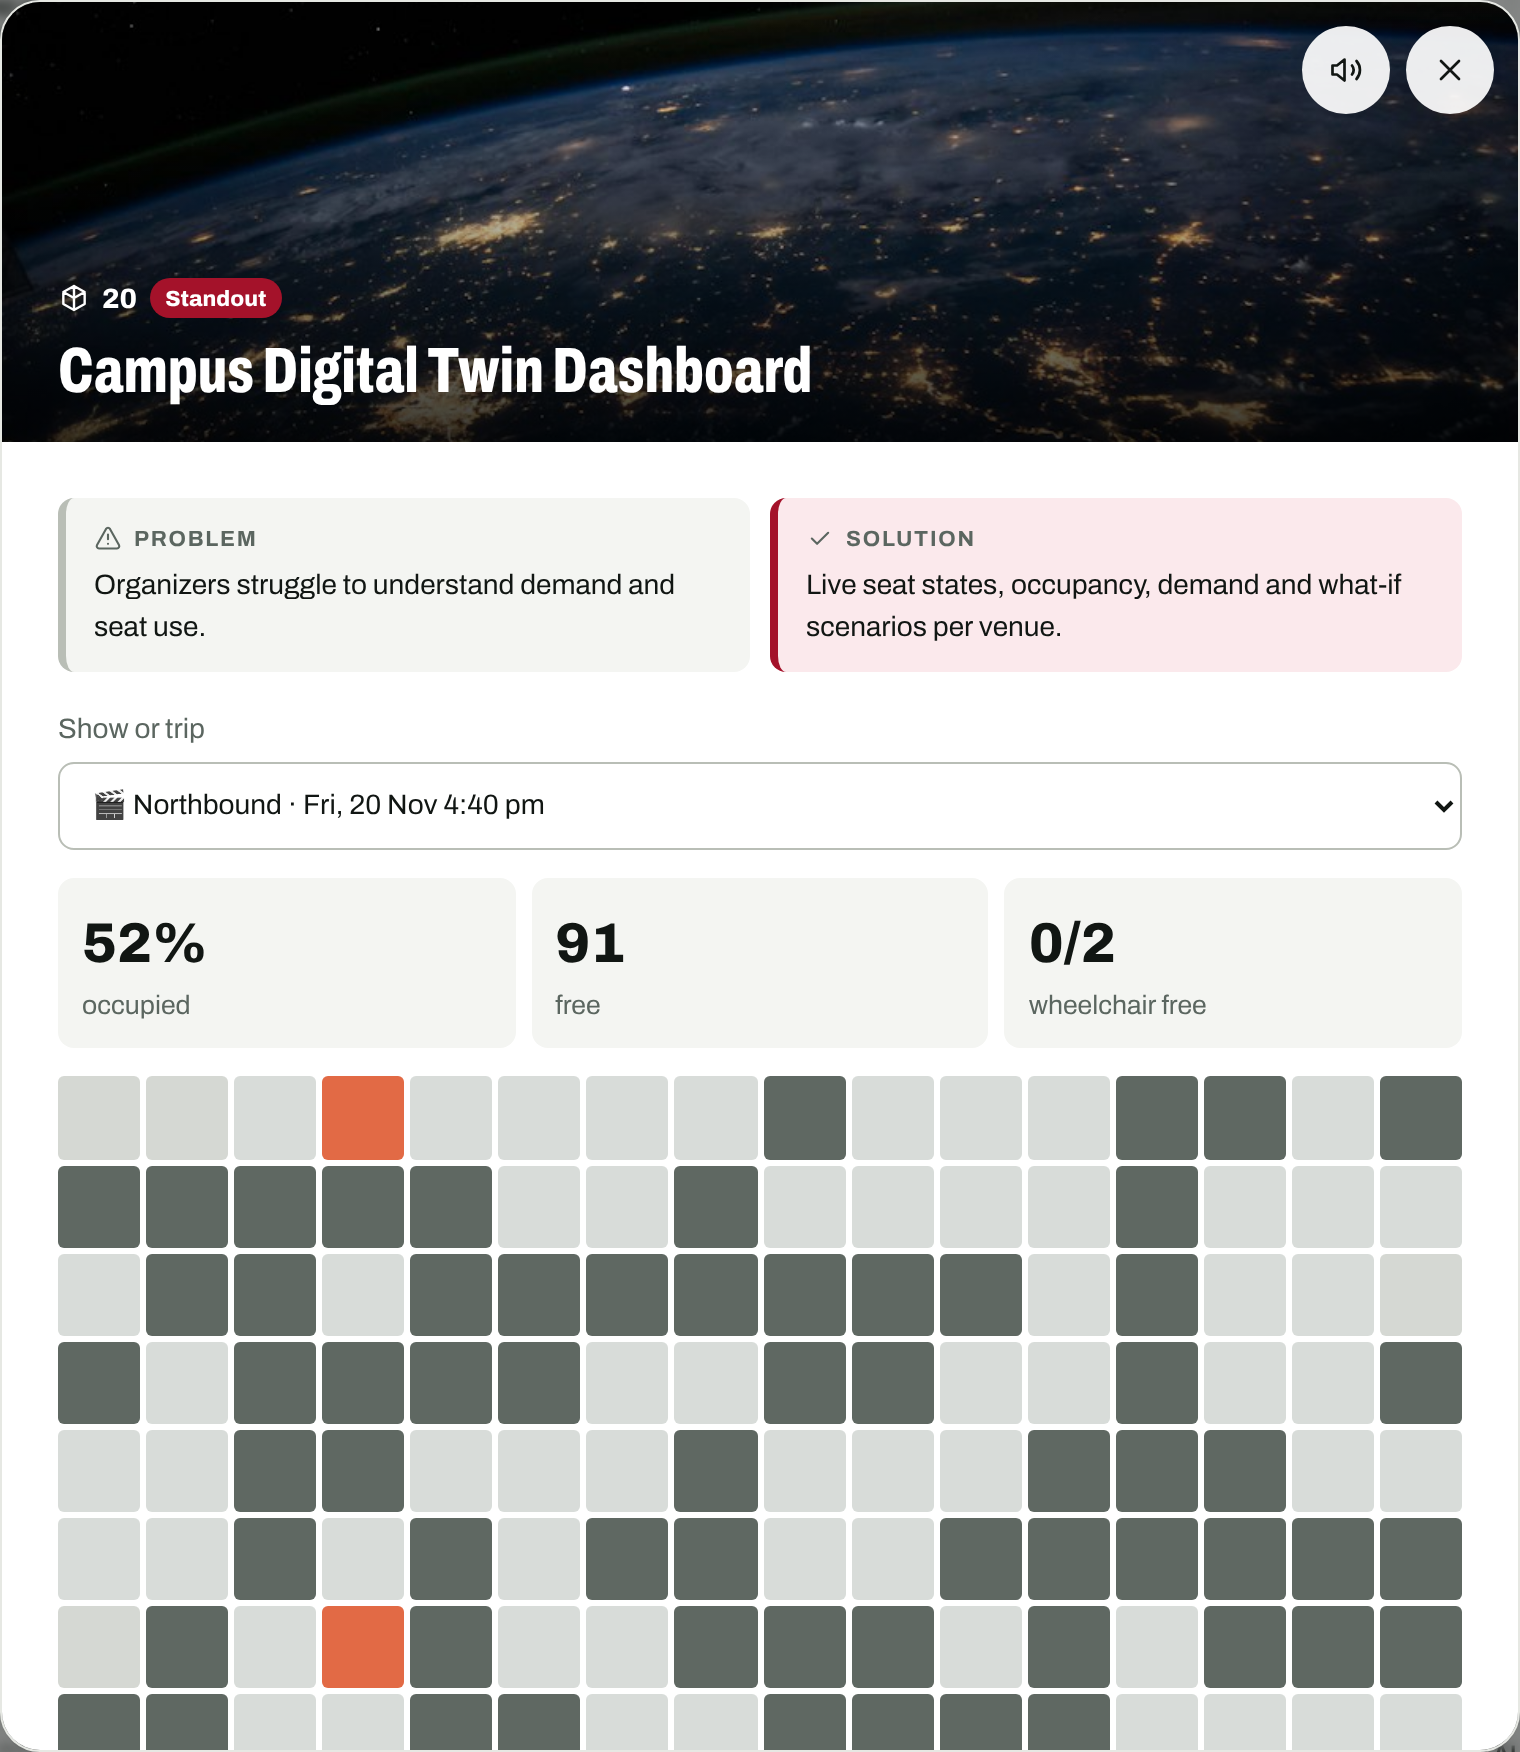 20 Standout
Campus Digital Twin Dashboard
PROBLEM
Organizers struggle to understand demand and
seat use.
SOLUTION
Live seat states, occupancy, demand and what-if
scenarios per venue.
Show or trip
🎬 Northbound · Fri, 20 Nov 4:40 pm
52%
occupied
91
free
0/2
wheelchair free